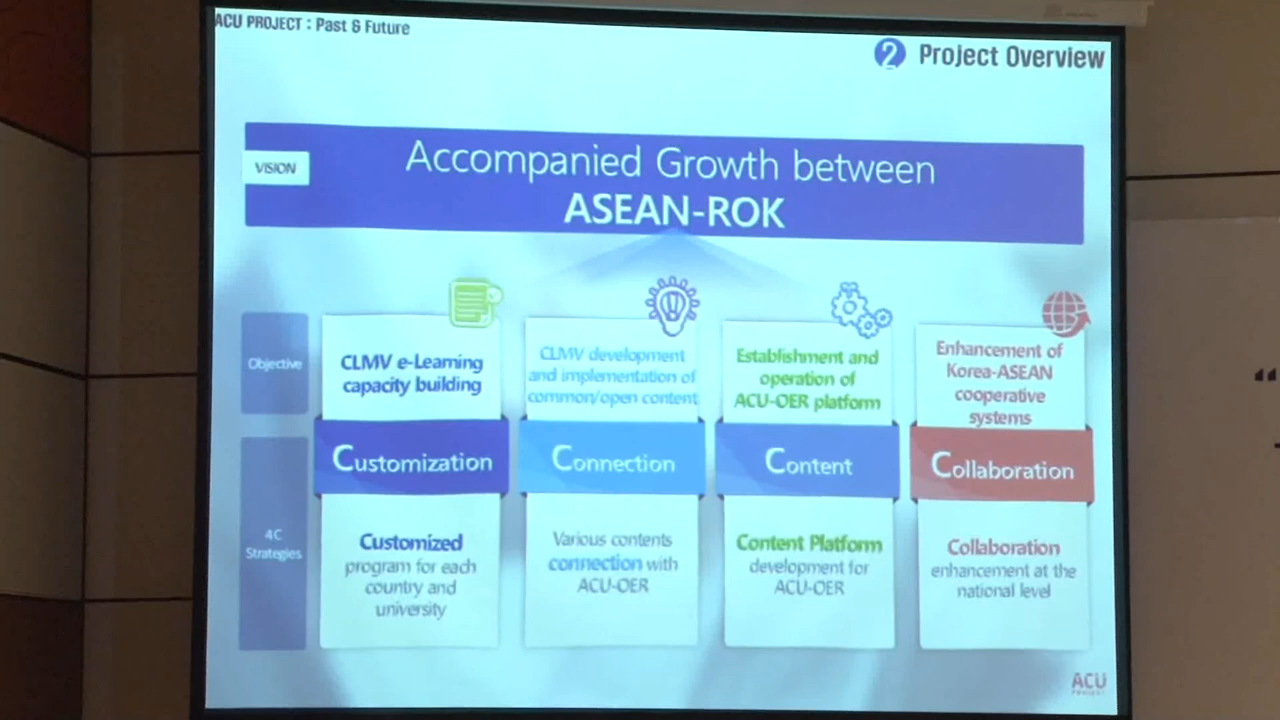 ACU PROJECT : Past & Future
2 Project Overview
VISION
Accompanied Growth between
ASEAN-ROK
Objective
CLMV e-Learning
capacity building
CLMV development
and implementation of
common/open content
Establishment and
operation of
ACU-OER platform
Enhancement of
Korea-ASEAN
cooperative
systems
Customization
Connection
Content
Collaboration
4C
Strategies
Customized
program for each
country and
university
Various contents
connection with
ACU-OER
Content Platform
development for
ACU-OER
Collaboration
enhancement at the
national level
ACU
PROJECT
“